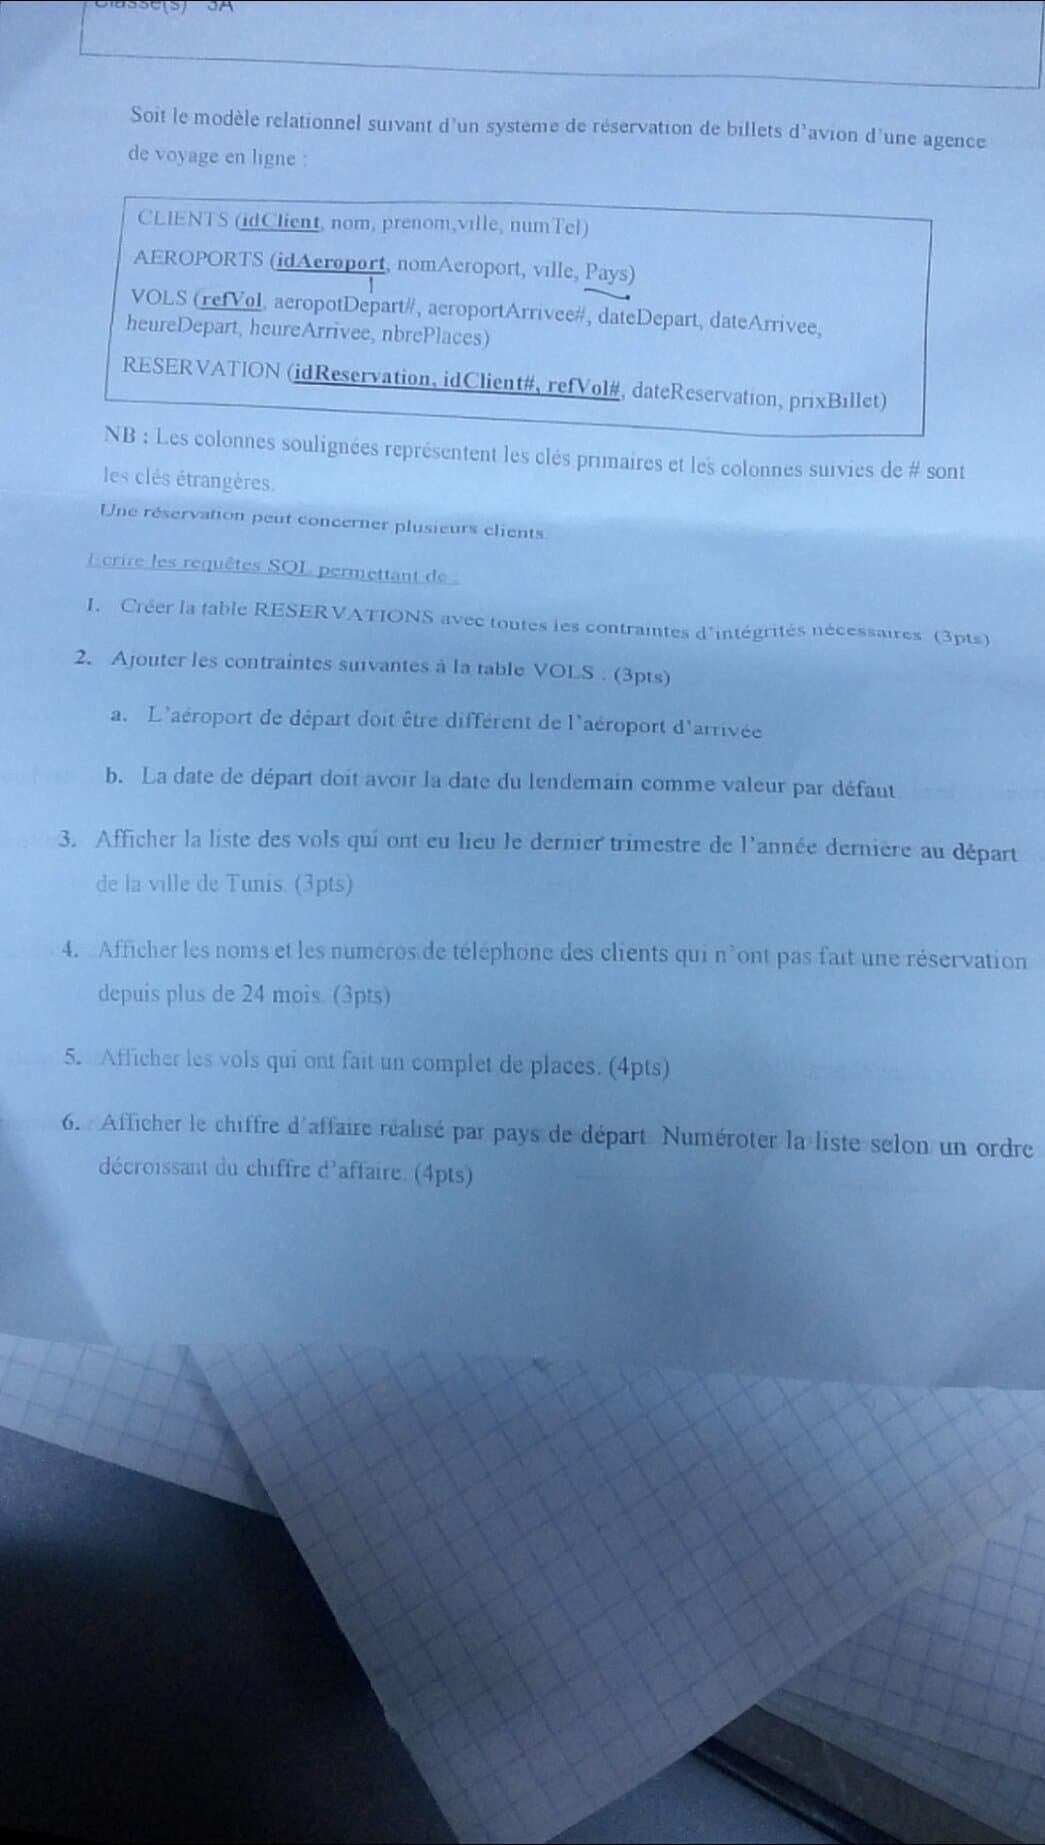 Classe(s) 3A
Soit le modèle relationnel suivant d'un système de réservation de billets d'avion d'une agence
de voyage en ligne :
CLIENTS (idClient, nom, prenom,ville, numTel)
AEROPORTS (idAeroport, nomAeroport, ville, Pays)
VOLS (refVol, aeropotDepart#, aeroportArrivee#, dateDepart, dateArrivee,
heureDepart, heureArrivee, nbrePlaces)
RESERVATION (idReservation, idClient#, refVol#, dateReservation, prixBillet)
NB : Les colonnes soulignées représentent les clés primaires et les colonnes suivies de # sont
les clés étrangères.
Une réservation peut concerner plusieurs clients.
Ecrire les requêtes SQL permettant de :
1. Créer la table RESERVATIONS avec toutes les contraintes d'intégrités nécessaires (3pts)
2. Ajouter les contraintes suivantes à la table VOLS : (3pts)
a. L'aéroport de départ doit être différent de l'aéroport d'arrivée
b. La date de départ doit avoir la date du lendemain comme valeur par défaut.
3. Afficher la liste des vols qui ont eu lieu le dernier trimestre de l'année dernière au départ
de la ville de Tunis. (3pts)
4. Afficher les noms et les numéros de téléphone des clients qui n'ont pas fait une réservation
depuis plus de 24 mois. (3pts)
5. Afficher les vols qui ont fait un complet de places. (4pts)
6. Afficher le chiffre d'affaire réalisé par pays de départ. Numéroter la liste selon un ordre
décroissant du chiffre d'affaire. (4pts)